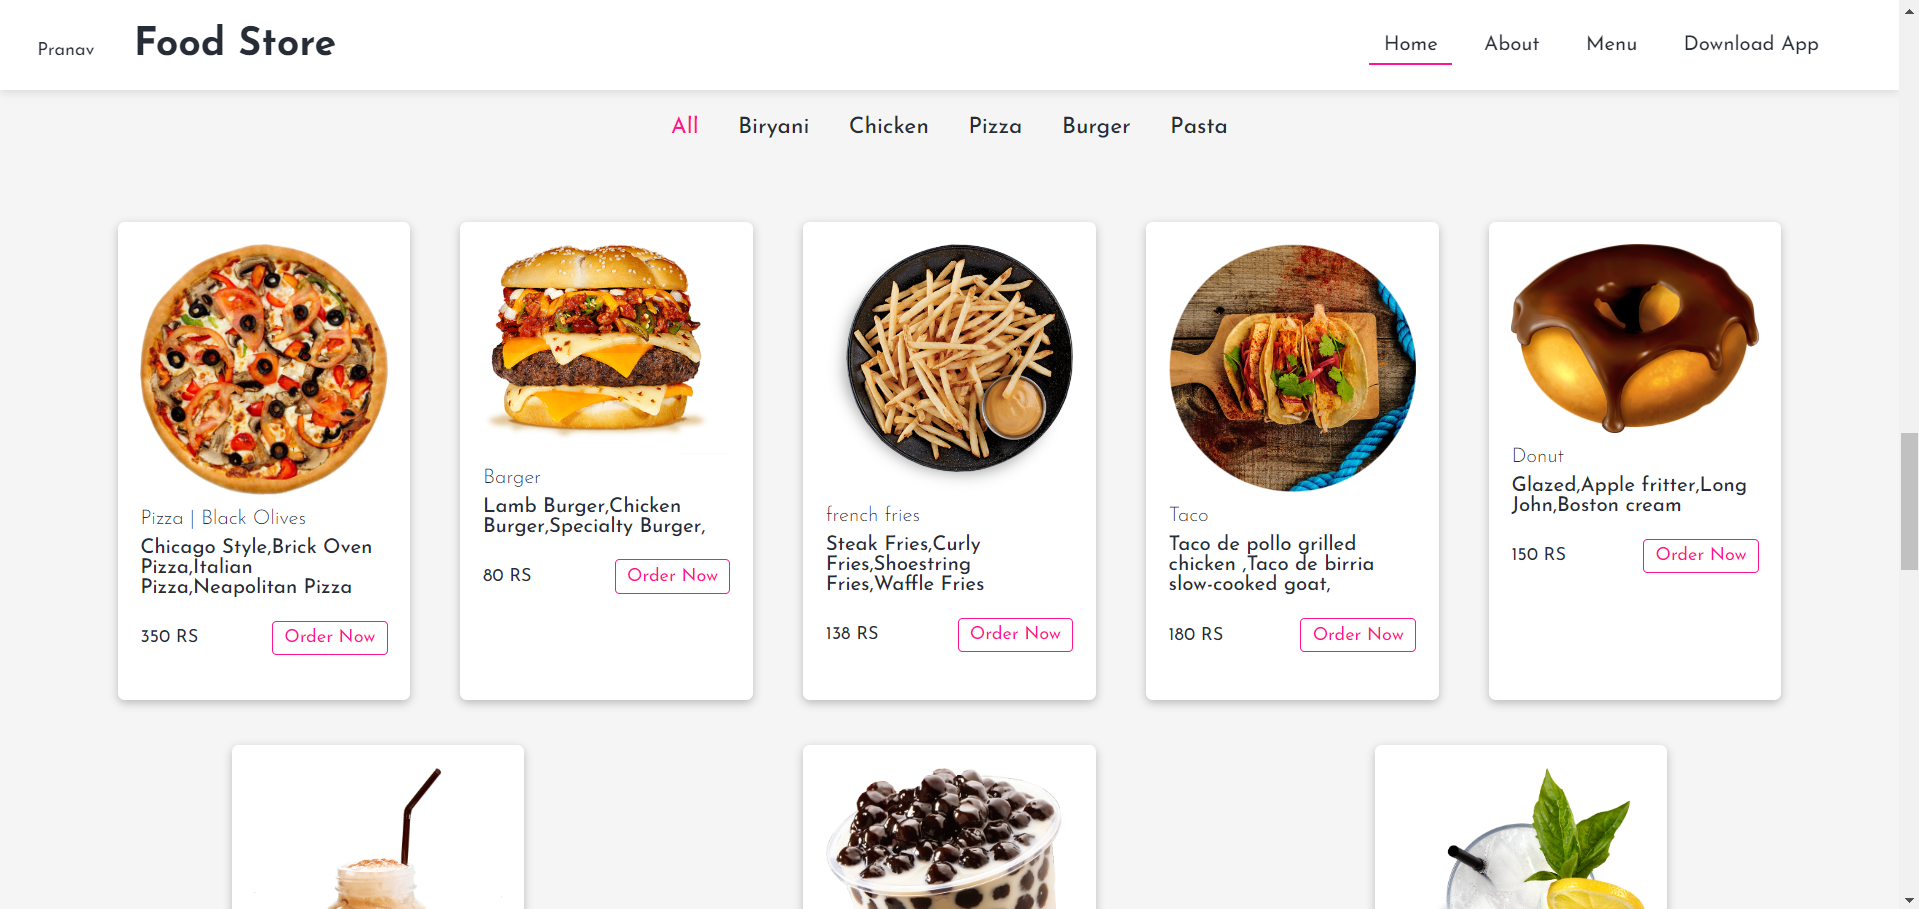 Pranav
Food Store
Home
About
Menu
Download App
All
Biryani
Chicken
Pizza
Burger
Pasta
Pizza | Black Olives
Chicago Style,Brick Oven
Pizza,Italian
Pizza,Neapolitan Pizza
350 RS
Order Now
Barger
Lamb Burger,Chicken
Burger,Specialty Burger,
80 RS
Order Now
french fries
Steak Fries,Curly
Fries,Shoestring
Fries,Waffle Fries
138 RS
Order Now
Taco
Taco de pollo grilled
chicken ,Taco de birria
slow-cooked goat,
180 RS
Order Now
Donut
Glazed,Apple fritter,Long
John,Boston cream
150 RS
Order Now